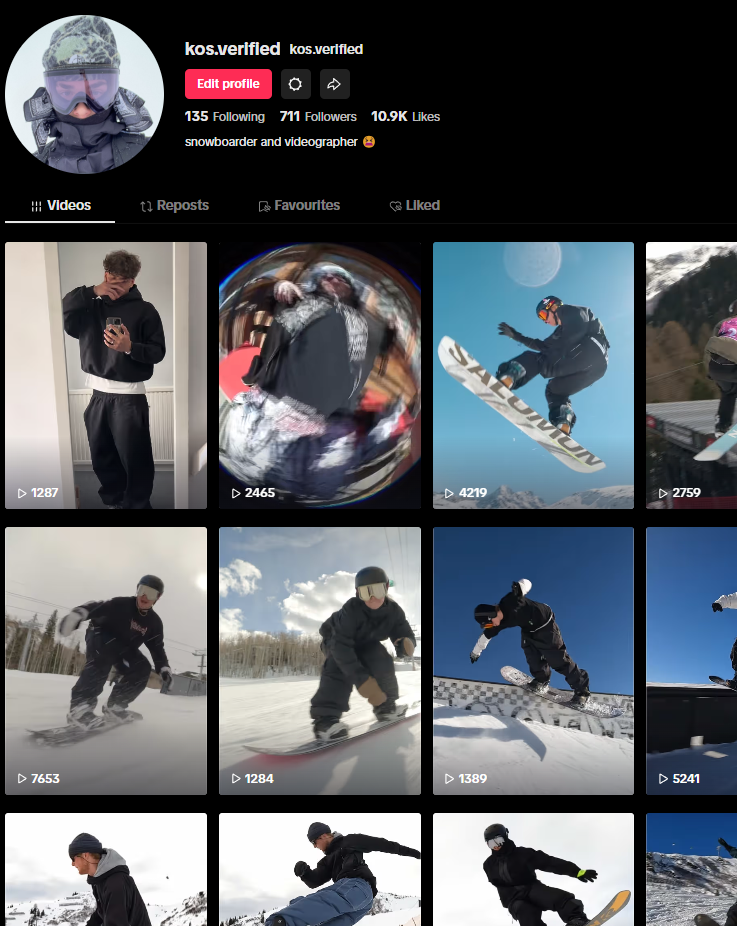 kos.verified kos.verified
Edit profile
135 Following 711 Followers 10.9K Likes
snowboarder and videographer 😫
Videos Reposts Favourites Liked
1287 2465 4219 2759
SALOMON
7653 1284 1389 5241